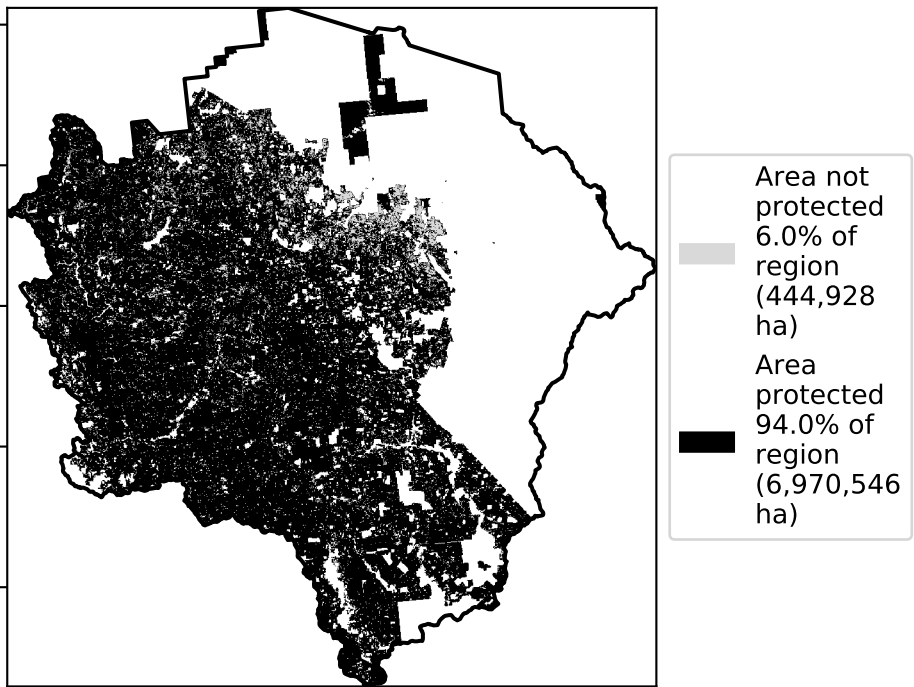 Area not
protected
6.0% of
region
(444,928
ha)
Area
protected
94.0% of
region
(6,970,546
ha)